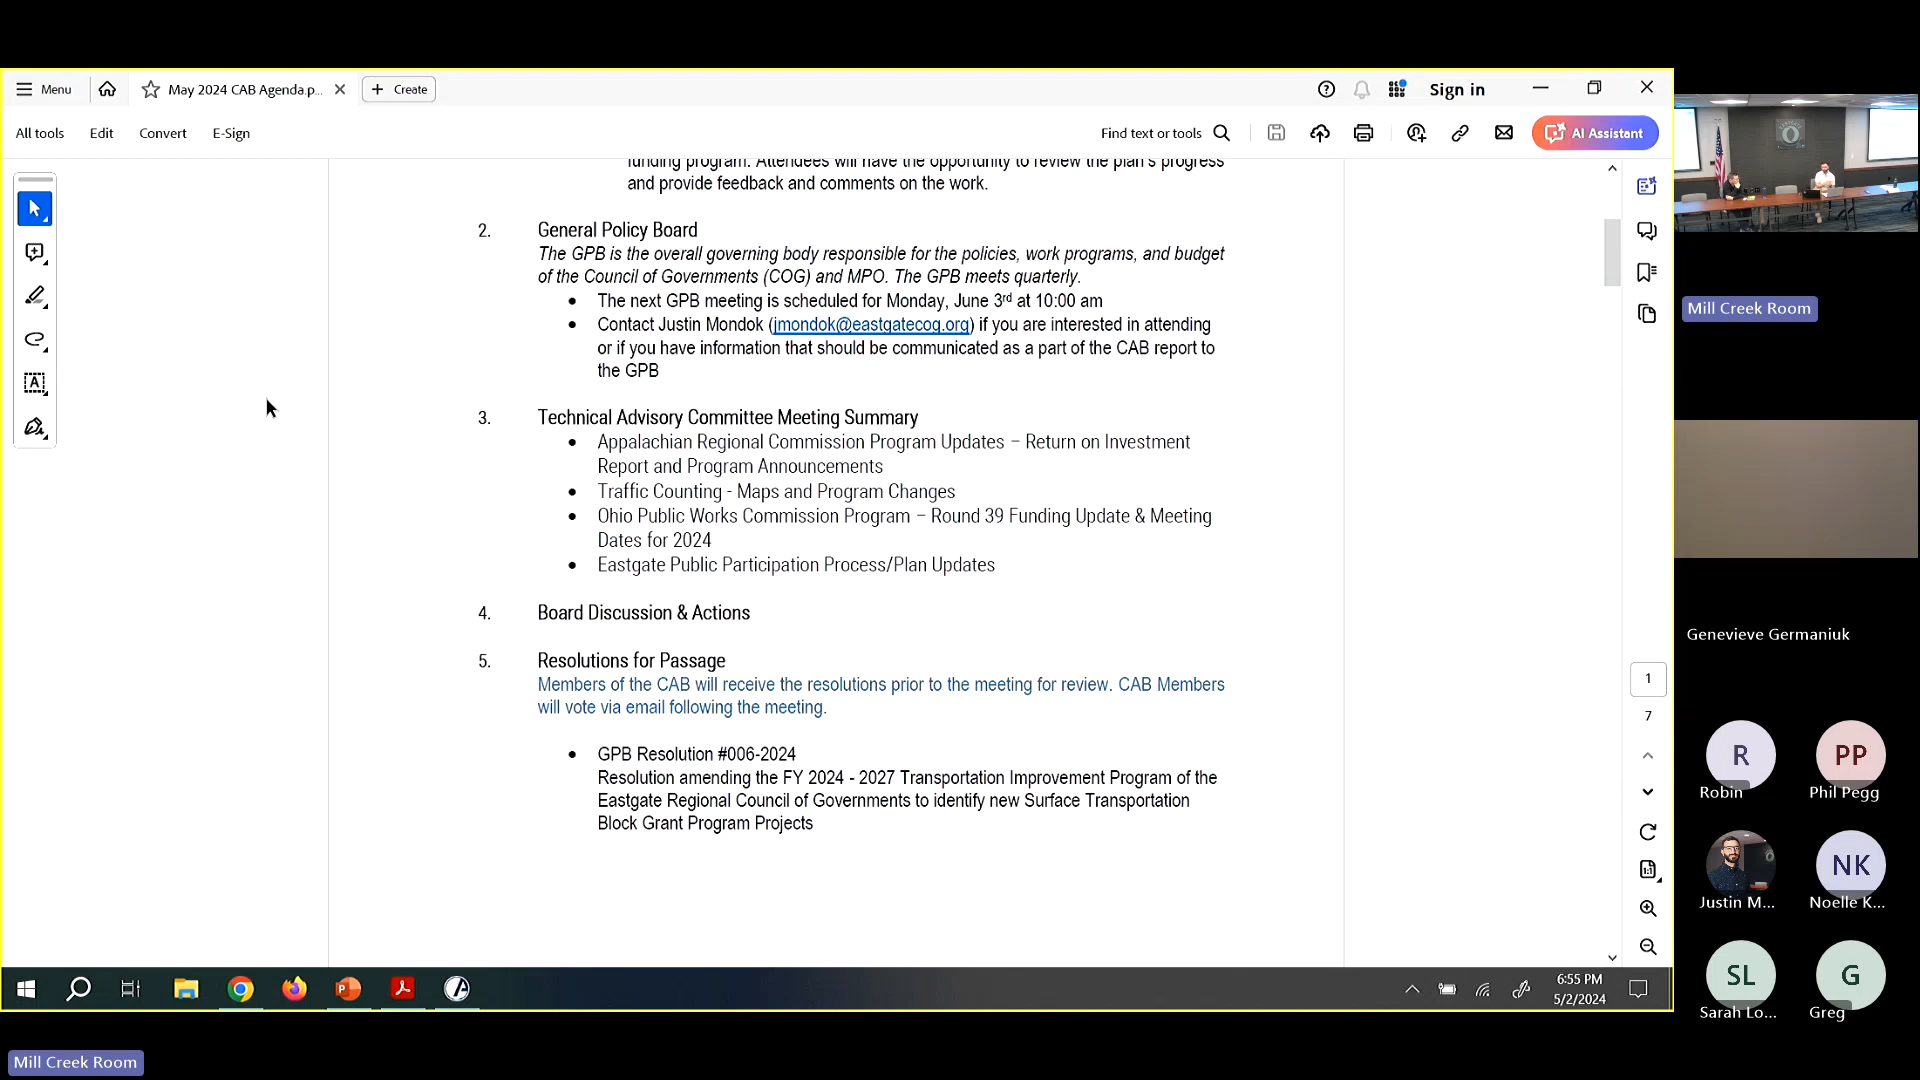 Menu
May 2024 CAB Agenda.p...
Create
Sign in
All tools
Edit
Convert
E-Sign
Find text or tools
AI Assistant
funding program. Attendees will have the opportunity to review the plan's progress
and provide feedback and comments on the work.
2. General Policy Board
The GPB is the overall governing body responsible for the policies, work programs, and budget
of the Council of Governments (COG) and MPO. The GPB meets quarterly.
• The next GPB meeting is scheduled for Monday, June 3rd at 10:00 am
• Contact Justin Mondok (jmondok@eastgatecog.org) if you are interested in attending
or if you have information that should be communicated as a part of the CAB report to
the GPB
3. Technical Advisory Committee Meeting Summary
• Appalachian Regional Commission Program Updates – Return on Investment
Report and Program Announcements
• Traffic Counting - Maps and Program Changes
• Ohio Public Works Commission Program – Round 39 Funding Update & Meeting
Dates for 2024
• Eastgate Public Participation Process/Plan Updates
4. Board Discussion & Actions
5. Resolutions for Passage
Members of the CAB will receive the resolutions prior to the meeting for review. CAB Members
will vote via email following the meeting.
• GPB Resolution #006-2024
Resolution amending the FY 2024 - 2027 Transportation Improvement Program of the
Eastgate Regional Council of Governments to identify new Surface Transportation
Block Grant Program Projects
1
7
6:55 PM
5/2/2024
Mill Creek Room
Genevieve Germaniuk
R
PP
Robin
Phil Pegg
NK
Justin M...
Noelle K...
SL
G
Sarah Lo...
Greg
Mill Creek Room